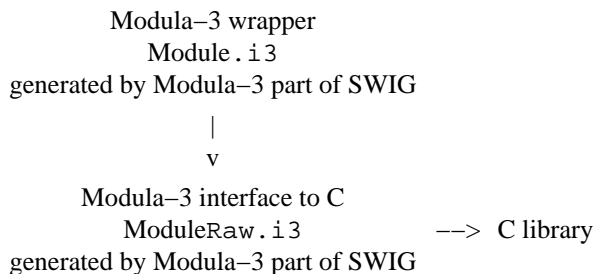 Modula−3 wrapper
Module.i3
generated by Modula−3 part of SWIG
|
v
Modula−3 interface to C
ModuleRaw.i3 −−> C library
generated by Modula−3 part of SWIG